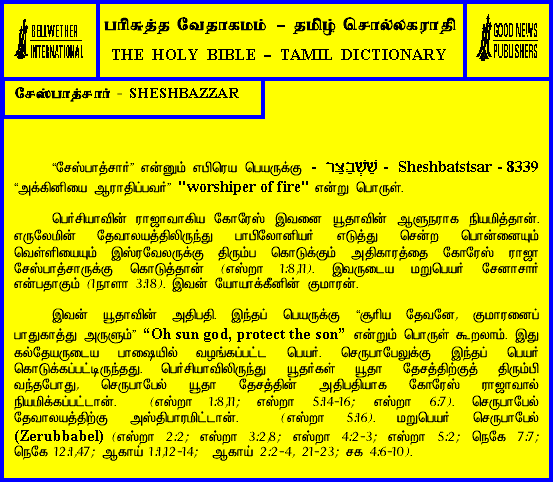 BELLWETHER
INTERNATIONAL
பரிசுத்த வேதாகமம் – தமிழ் சொல்லகராதி
THE HOLY BIBLE – TAMIL DICTIONARY
GOOD NEWS
PUBLISHERS
சேஸ்பாத்சார் - SHESHBAZZAR
“சேஸ்பாத்சார்” என்னும் எபிரெய பெயருக்கு - שֵׁשְׁבַּצַּר - Sheshbatstsar - 8339
“அக்கினியை ஆராதிப்பவர்” "worshiper of fire" என்று பொருள்.
பெர்சியாவின் ராஜாவாகிய கோரேஸ் இவனை யூதாவின் ஆளுநராக நியமித்தான்.
எருலேமின் தேவாலயத்திலிருந்து பாபிலோனியர் எடுத்து சென்ற பொன்னையும்
வெள்ளியையும் இஸ்ரவேலருக்கு திரும்ப கொடுக்கும் அதிகாரத்தை கோரேஸ் ராஜா
சேஸ்பாத்சாருக்கு கொடுத்தான் (எஸ்றா 1:8,11). இவருடைய மறுபெயர் சேனாசார்
என்பதாகும் (1நாளா 3:18). இவன் யோயாக்கீனின் குமாரன்.
இவன் யூதாவின் அதிபதி. இந்தப் பெயருக்கு “சூரிய தேவனே, குமாரனைப்
பாதுகாத்து அருளும்” “Oh sun god, protect the son” என்றும் பொருள் கூறலாம். இது
கல்தேயருடைய பாஷையில் வழங்கப்பட்ட பெயர். செருபாபேலுக்கு இந்தப் பெயர்
கொடுக்கப்பட்டிருந்தது. பெர்சியாவிலிருந்து யூதர்கள் யூதா தேசத்திற்குத் திரும்பி
வந்தபோது, செருபாபேல் யூதா தேசத்தின் அதிபதியாக கோரேஸ் ராஜாவால்
நியமிக்கப்பட்டான். (எஸ்றா 1:8,11; எஸ்றா 5:14-16; எஸ்றா 6:7). செருபாபேல்
தேவாலயத்திற்கு அஸ்திபாரமிட்டான். (எஸ்றா 5:16). மறுபெயர் செருபாபேல்
(Zerubbabel) (எஸ்றா 2:2; எஸ்றா 3:2,8; எஸ்றா 4:2-3; எஸ்றா 5:2; நெகே 7:7;
நெகே 12:1,47; ஆகாய் 1:1,12-14; ஆகாய் 2:2-4, 21-23; சக 4:6-10).